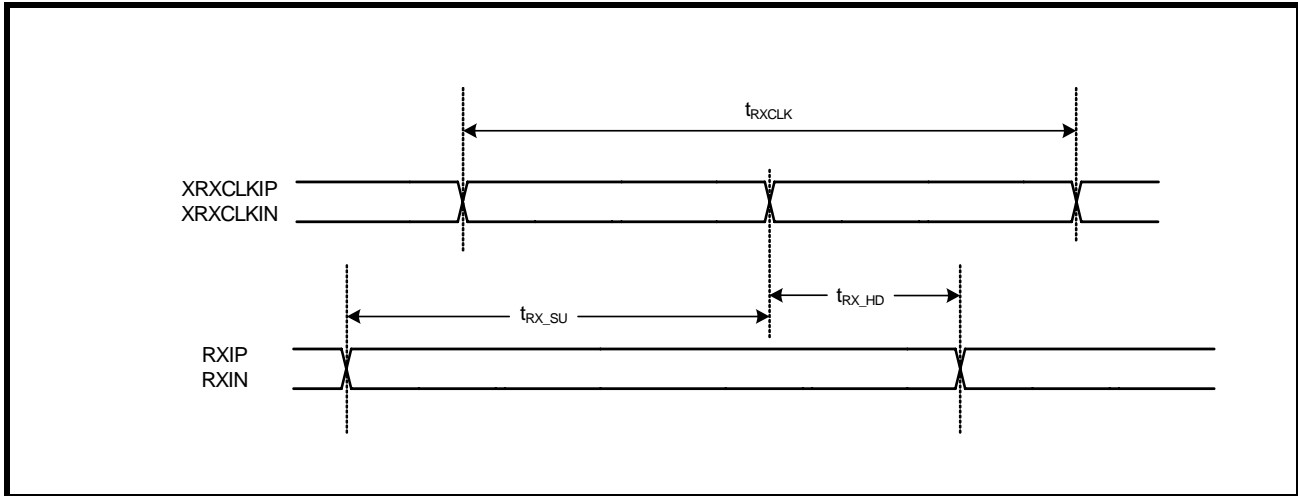 tRXCLK
XRXCLKIP
XRXCLKIN
tRX_HD
tRX_SU
RXIP
RXIN